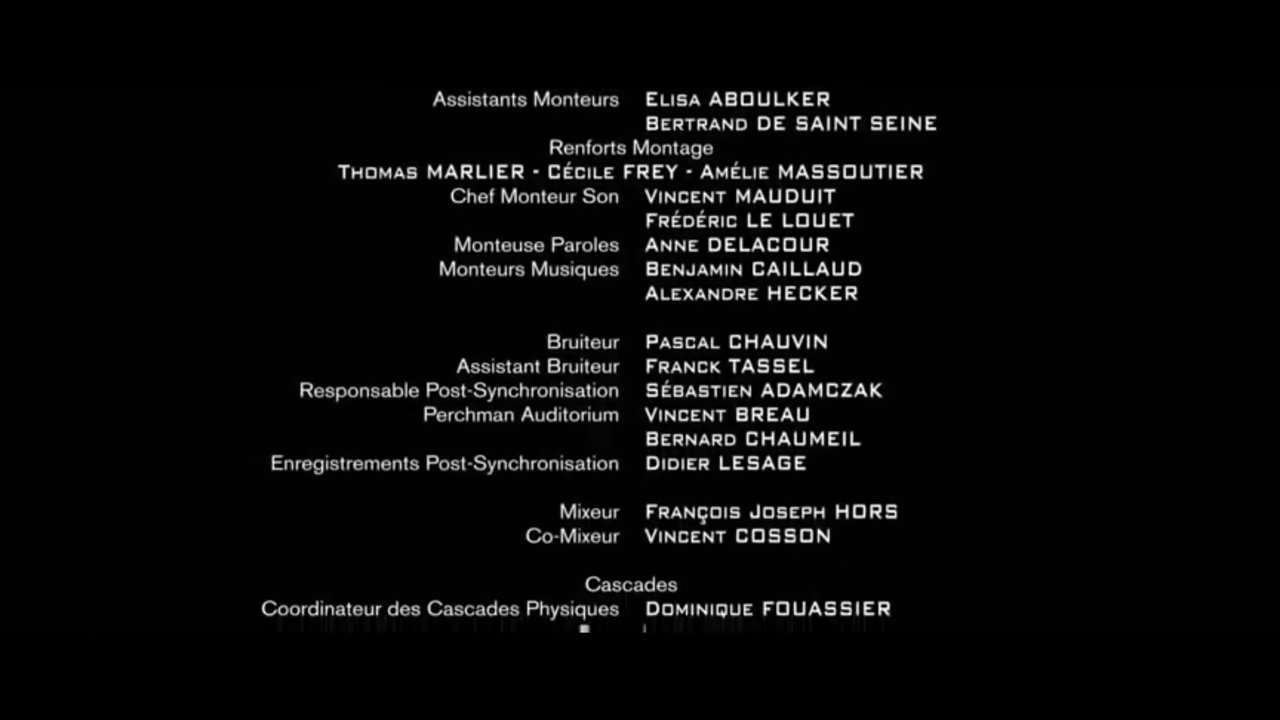 Assistants Monteurs Elisa ABOULKER
Bertrand DE SAINT SEINE
Renforts Montage
Thomas MARLIER - Cécile FREY - Amélie MASSOUTIER
Chef Monteur Son Vincent MAUDUIT
Frédéric LE LOUET
Monteuse Paroles Anne DELACOUR
Monteurs Musiques Benjamin CAILLAUD
Alexandre HECKER
Bruiteur Pascal CHAUVIN
Assistant Bruiteur Franck TASSEL
Responsable Post-Synchronisation Sébastien ADAMCZAK
Perchman Auditorium Vincent BREAU
Bernard CHAUMEIL
Enregistrements Post-Synchronisation Didier LESAGE
Mixeur François Joseph HORS
Co-Mixeur Vincent COSSON
Cascades
Coordinateur des Cascades Physiques Dominique FOUASSIER